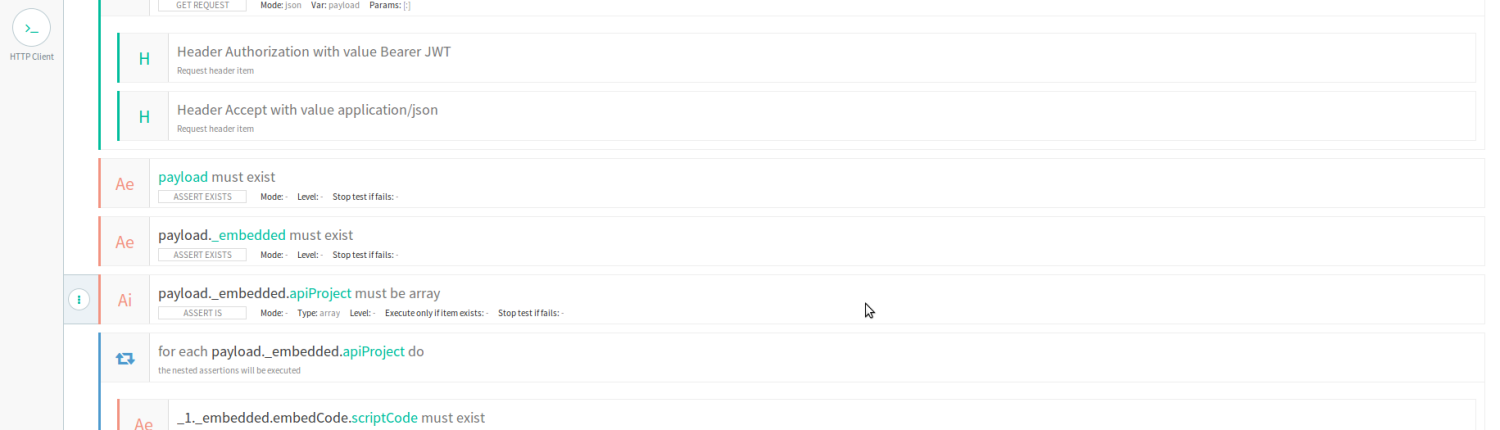 GET REQUEST Mode: json Var: payload Params: [:]
>_
HTTP Client
H Header Authorization with value Bearer JWT
Request header item
H Header Accept with value application/json
Request header item
Ae payload must exist
ASSERT EXISTS Mode: - Level: - Stop test if fails: -
Ae payload._embedded must exist
ASSERT EXISTS Mode: - Level: - Stop test if fails: -
Ai payload._embedded.apiProject must be array
ASSERT IS Mode: - Type: array Level: - Execute only if item exists: - Stop test if fails: -
for each payload._embedded.apiProject do
the nested assertions will be executed
Ae _1._embedded.embedCode.scriptCode must exist